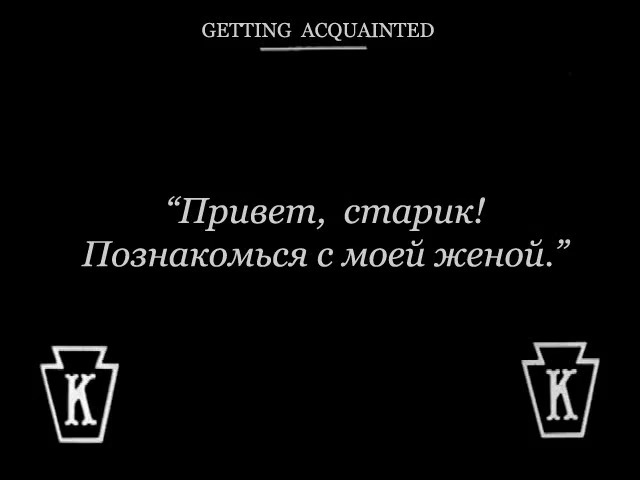 GETTING ACQUAINTED
“Привет, старик!
Познакомься с моей женой.”
K K